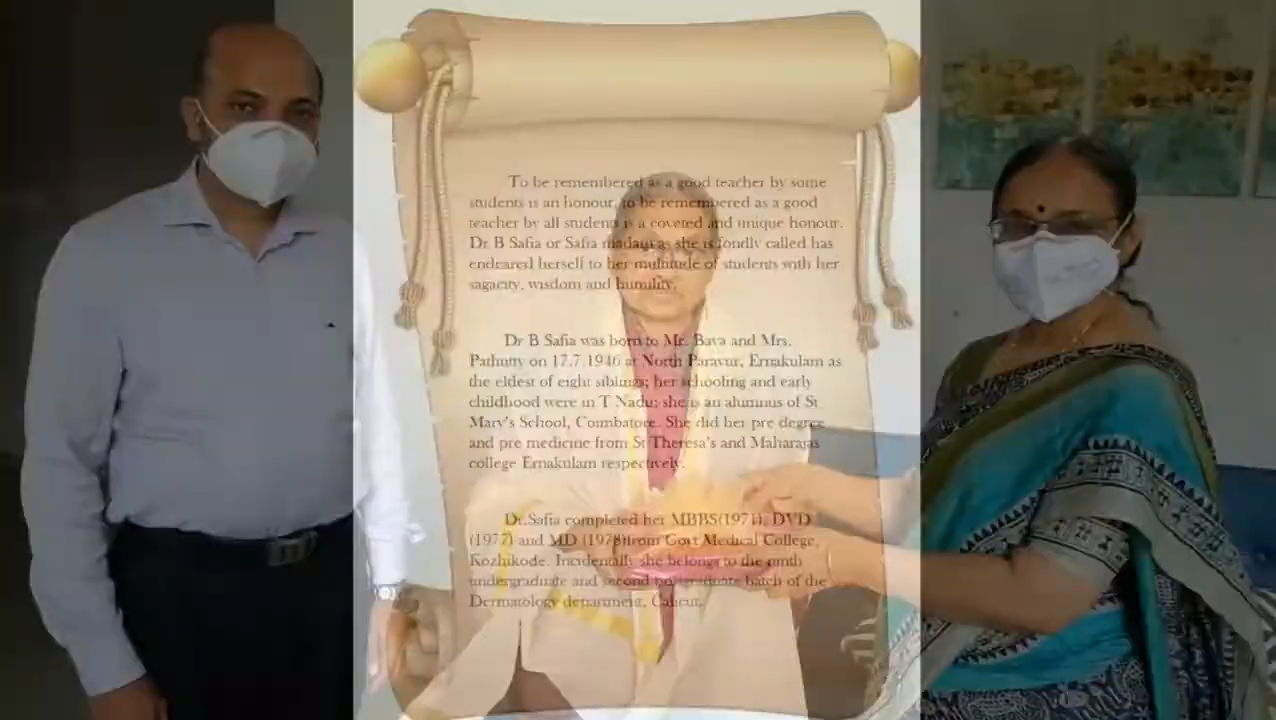 To be remembered as a good teacher by some
students is an honour, to be remembered as a good
teacher by all students is a coveted and unique honour.
Dr B Safia or Safia madam as she is fondly called has
endeared herself to her multitude of students with her
sagacity, wisdom and humility.
Dr B Safia was born to Mr. Bava and Mrs.
Pathutty on 17.7.1946 at North Paravur, Ernakulam as
the eldest of eight siblings; her schooling and early
childhood were in T Nadu; she is an alumnus of St
Mary's School, Coimbatore. She did her pre degree
and pre medicine from St Theresa's and Maharajas
college Ernakulam respectively.
Dr.Safia completed her MBBS(1971), DVD
(1977) and MD (1978)from Govt Medical College,
Kozhikode. Incidentally she belongs to the ninth
undergraduate and second postgraduate batch of the
Dermatology department, Calicut.